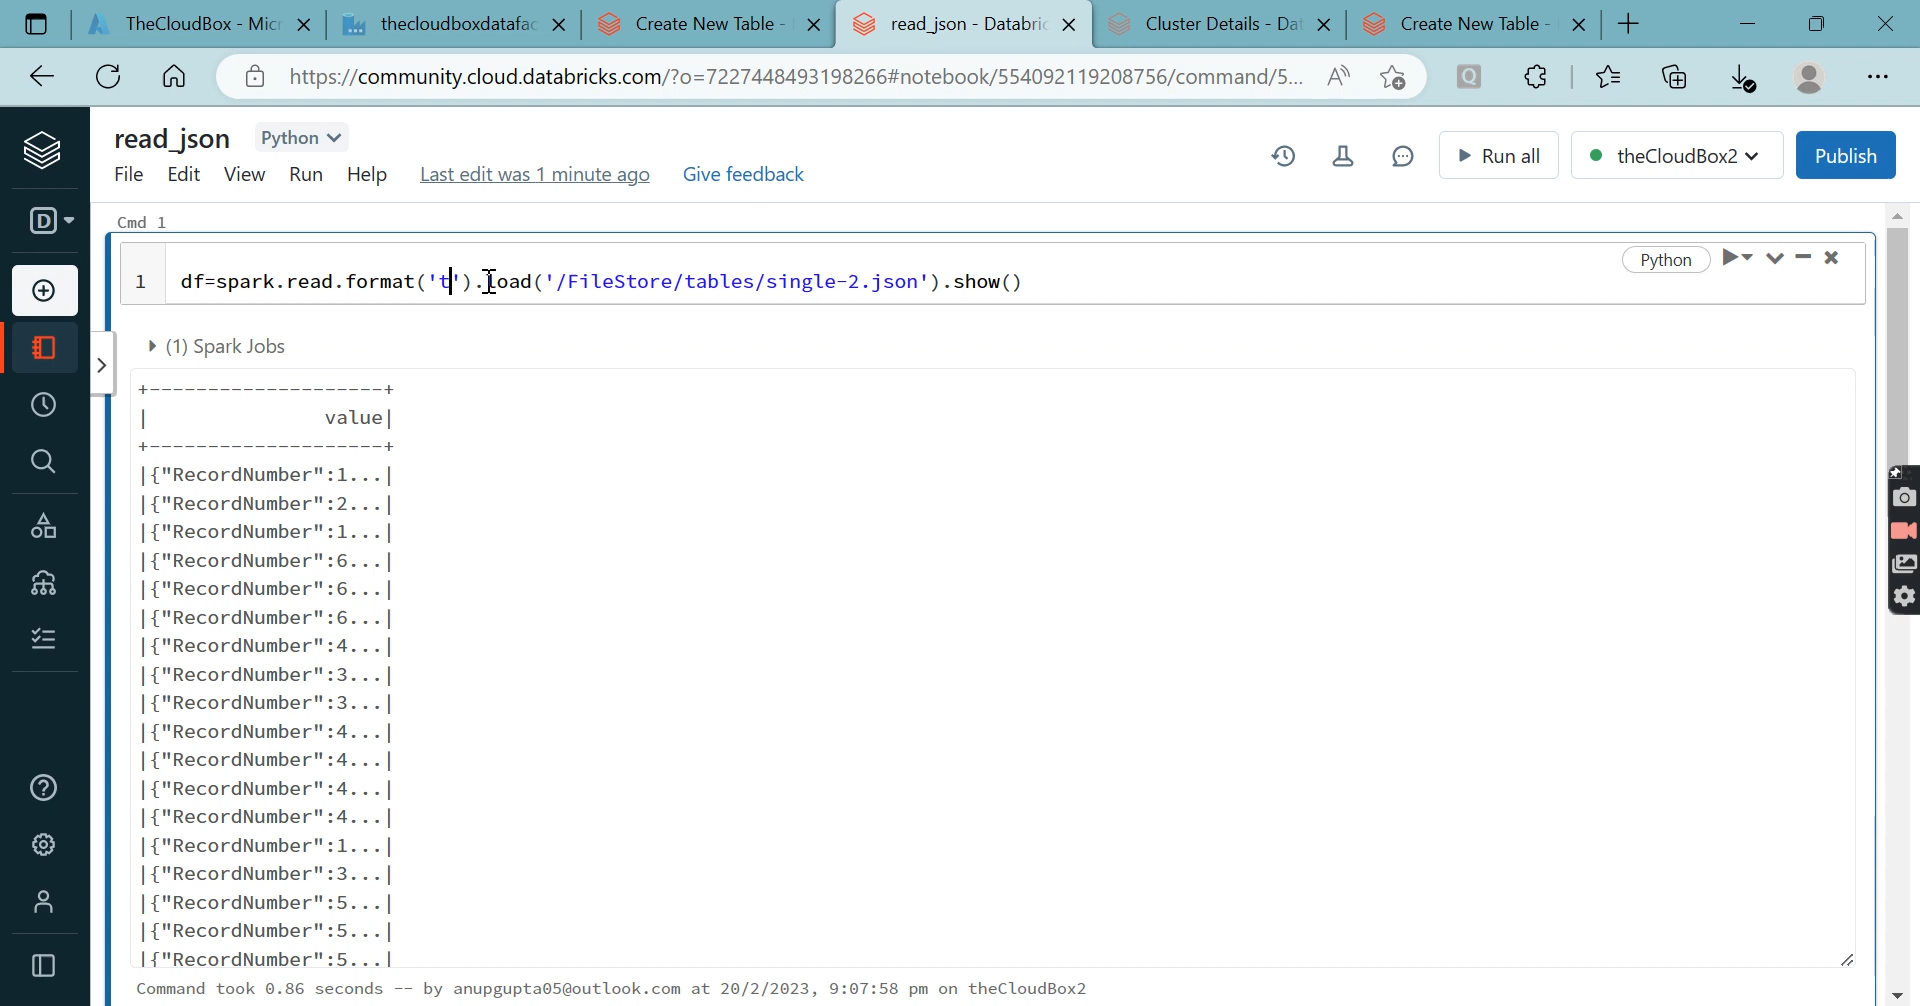 TheCloudBox - Mic
thecloudboxdatafac
Create New Table -
read_json - Databric
Cluster Details - Dat
Create New Table -
https://community.cloud.databricks.com/?o=7227448493198266#notebook/554092119208756/command/5...
read_json Python
File Edit View Run Help Last edit was 1 minute ago Give feedback
Run all theCloudBox2 Publish
Cmd 1
Python
1 df=spark.read.format('t').load('/FileStore/tables/single-2.json').show()
(1) Spark Jobs
+--------------------+
| value|
+--------------------+
|{"RecordNumber":1...|
|{"RecordNumber":2...|
|{"RecordNumber":1...|
|{"RecordNumber":6...|
|{"RecordNumber":6...|
|{"RecordNumber":6...|
|{"RecordNumber":4...|
|{"RecordNumber":3...|
|{"RecordNumber":3...|
|{"RecordNumber":4...|
|{"RecordNumber":4...|
|{"RecordNumber":4...|
|{"RecordNumber":4...|
|{"RecordNumber":1...|
|{"RecordNumber":3...|
|{"RecordNumber":5...|
|{"RecordNumber":5...|
|{"RecordNumber":5...|
Command took 0.86 seconds -- by anupgupta05@outlook.com at 20/2/2023, 9:07:58 pm on theCloudBox2